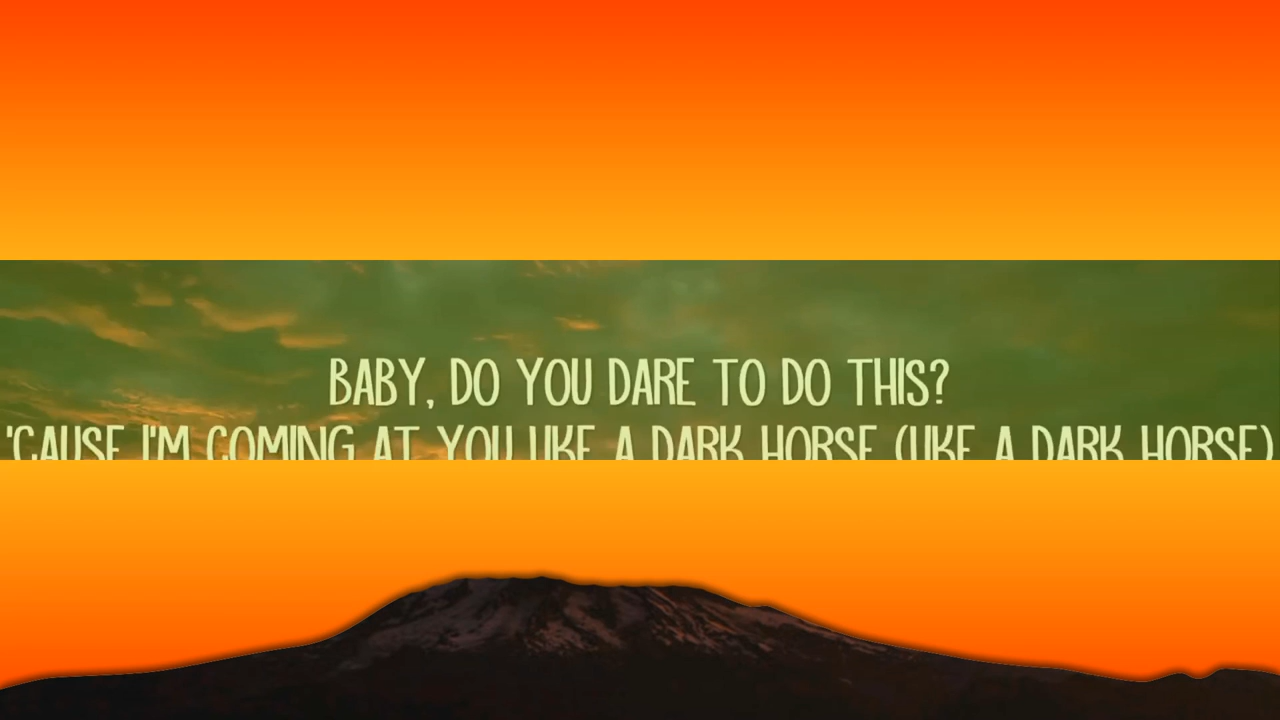 BABY, DO YOU DARE TO DO THIS?
'CAUSE I'M COMING AT YOU LIKE A DARK HORSE (LIKE A DARK HORSE)